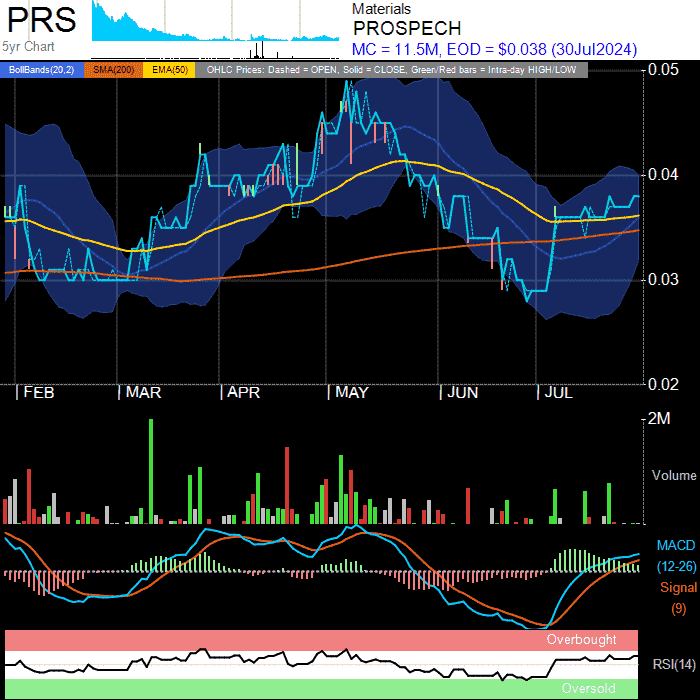 PRS
5yr Chart
Materials
PROSPECH
MC = 11.5M, EOD = $0.038 (30Jul2024)
BollBands(20,2) SMA(200) EMA(50) OHLC Prices: Dashed = OPEN, Solid = CLOSE, Green/Red bars = Intra-day HIGH/LOW
0.05
0.04
0.03
0.02
| FEB | MAR | APR | MAY | JUN | JUL
2M
Volume
MACD
(12-26)
Signal
(9)
Overbought
RSI(14)
Oversold